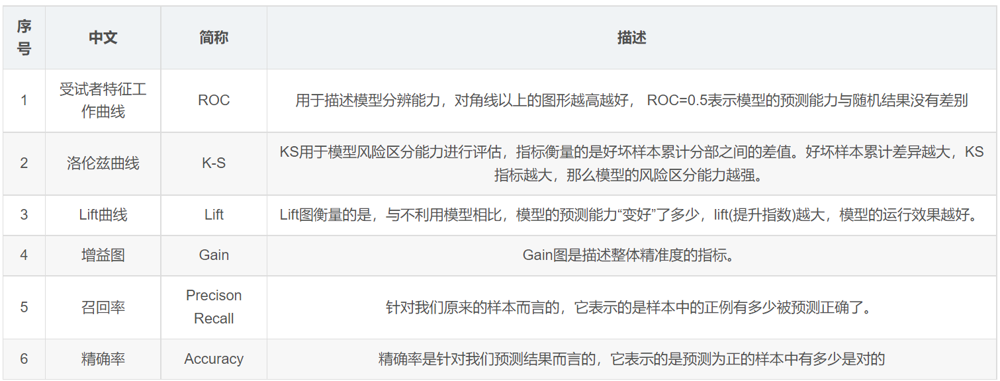 序
号
中文
简称
描述
1
受试者特征工
作曲线
ROC
用于描述模型分辨能力，对角线以上的图形越高越好， ROC=0.5表示模型的预测能力与随机结果没有差别
2
洛伦兹曲线
K-S
KS用于模型风险区分能力进行评估，指标衡量的是好坏样本累计分部之间的差值。好坏样本累计差异越大，KS
指标越大，那么模型的风险区分能力越强。
3
Lift曲线
Lift
Lift图衡量的是，与不利用模型相比，模型的预测能力“变好”了多少，lift(提升指数)越大，模型的运行效果越好。
4
增益图
Gain
Gain图是描述整体精准度的指标。
5
召回率
Precison
Recall
针对我们原来的样本而言的，它表示的是样本中的正例有多少被预测正确了。
6
精确率
Accuracy
精确率是针对我们预测结果而言的，它表示的是预测为正的样本中有多少是对的